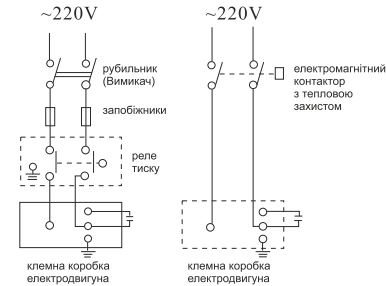 ~220V
~220V
рубильник
(Вимикач)
запобіжники
реле
тиску
клемна коробка
електродвигуна
електромагнітний
контактор
з тепловою
захистом
клемна коробка
електродвигуна